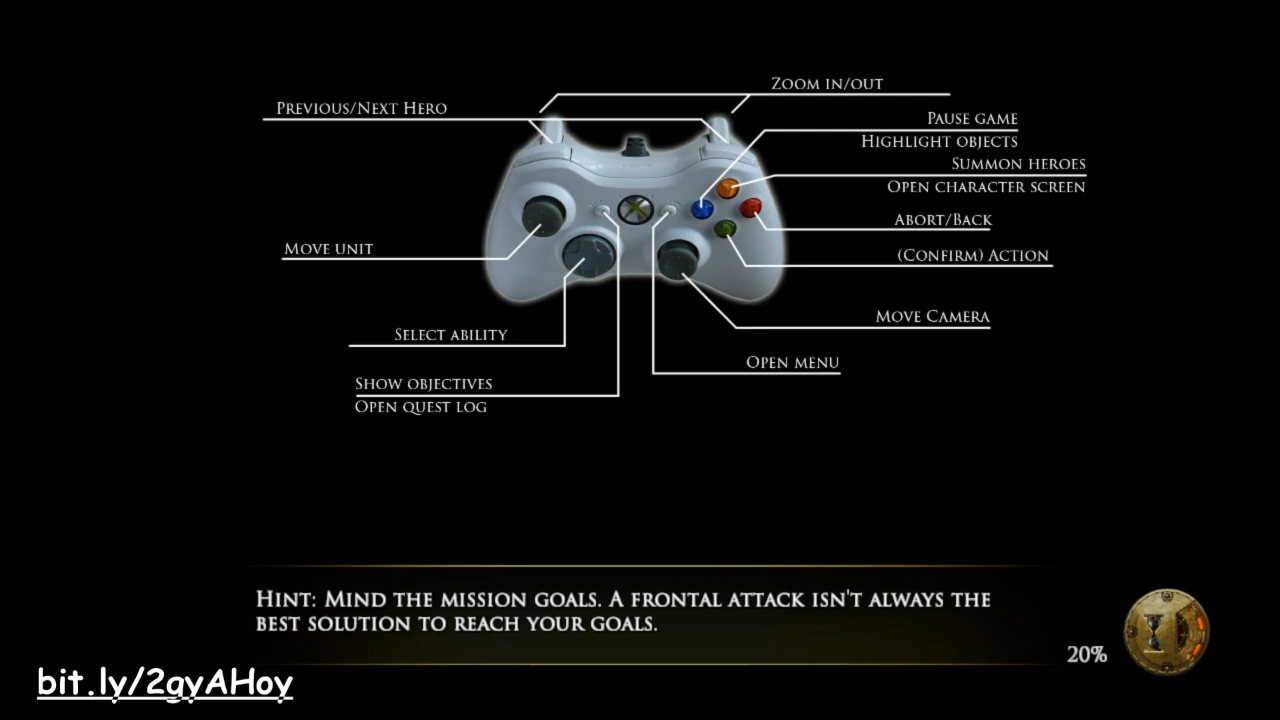 Zoom in/out
Previous/Next Hero
Pause game
Highlight objects
Summon heroes
Open character screen
Abort/Back
Move unit
(Confirm) Action
Move Camera
Select ability
Open menu
Show objectives
Open quest log
Hint: Mind the mission goals. A frontal attack isn't always the
best solution to reach your goals.
20%
bit.ly/2gyAHoy